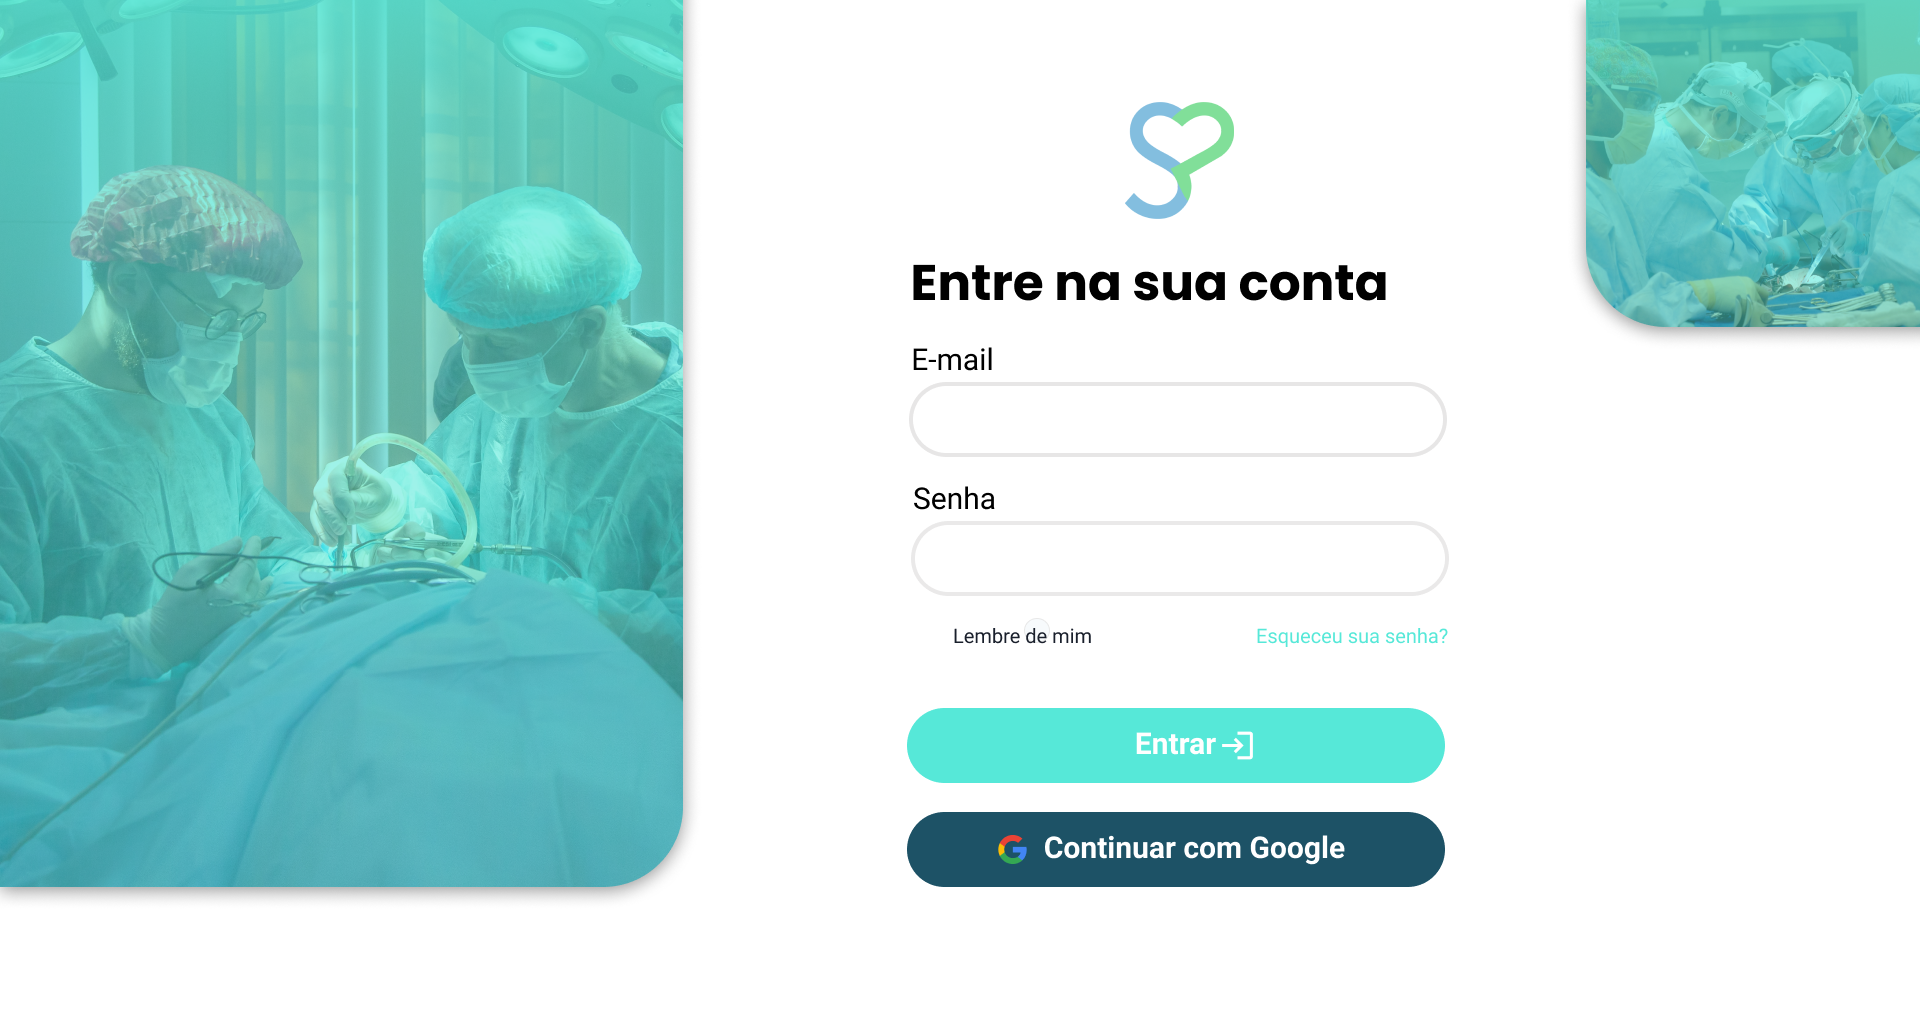 Entre na sua conta
E-mail
Senha
Lembre de mim
Esqueceu sua senha?
Entrar
Continuar com Google